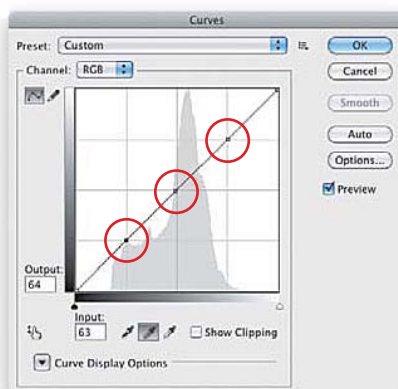 Curves
Preset: Custom
OK
Channel: RGB
Cancel
Smooth
Auto
Options...
Preview
Output:
64
Input:
63
Show Clipping
Curve Display Options